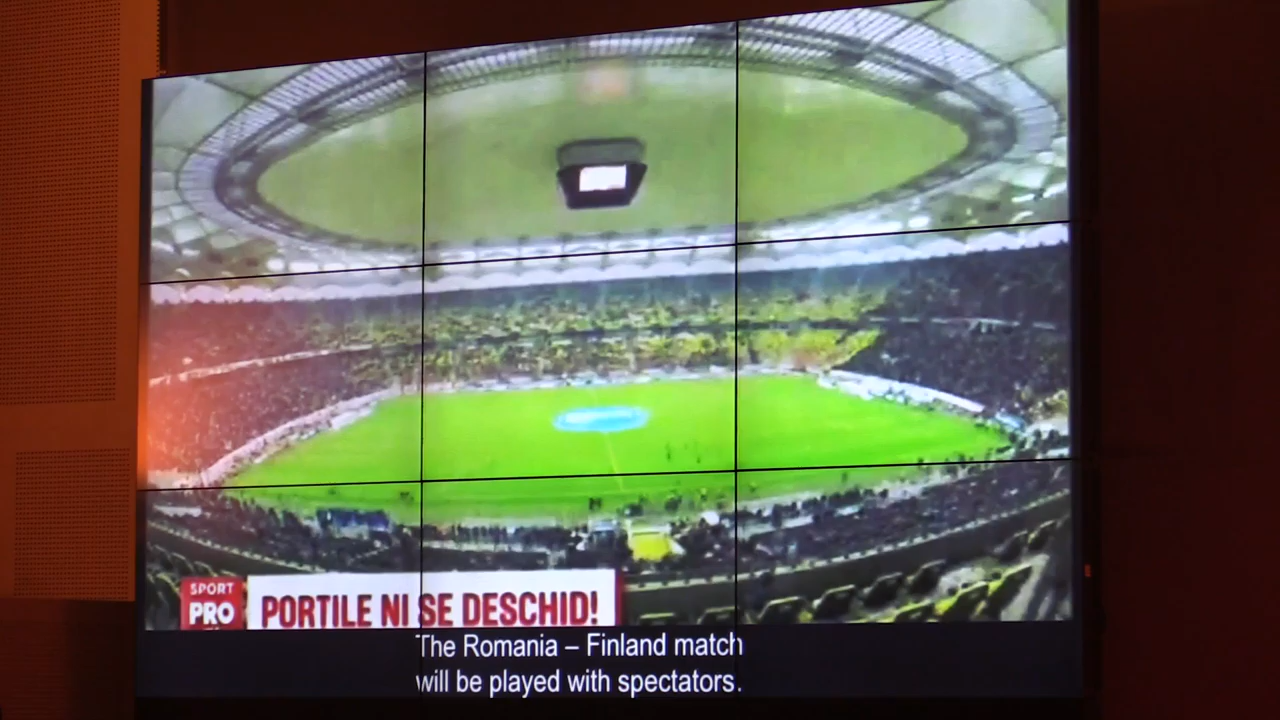 SPORT
PRO
PORTILE NI SE DESCHID!
The Romania – Finland match
will be played with spectators.